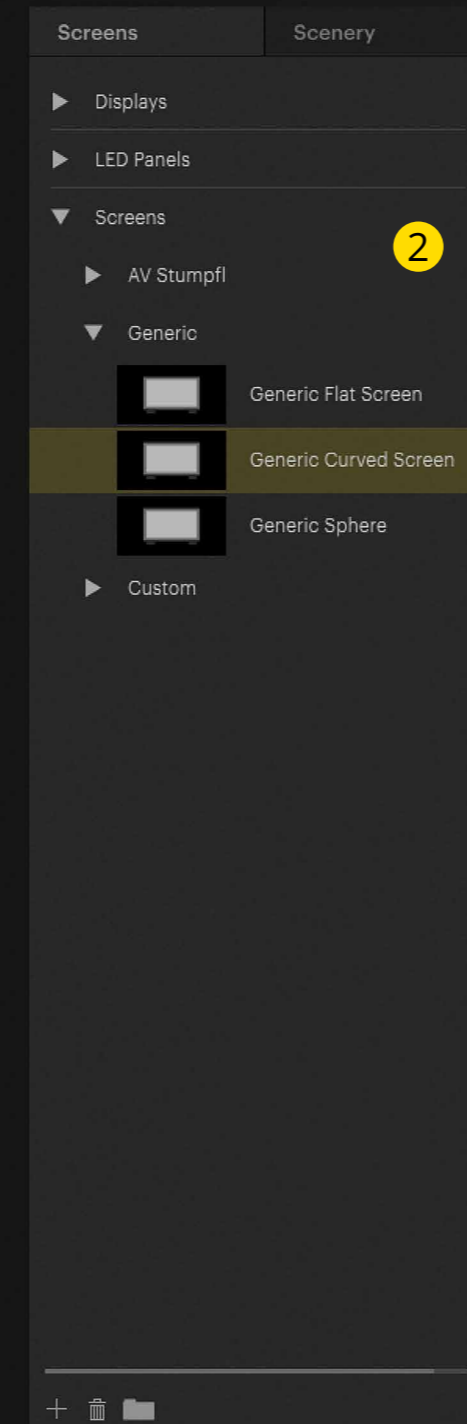 Screens
Scenery
Displays
LED Panels
Screens
2
AV Stumpfl
Generic
Generic Flat Screen
Generic Curved Screen
Generic Sphere
Custom